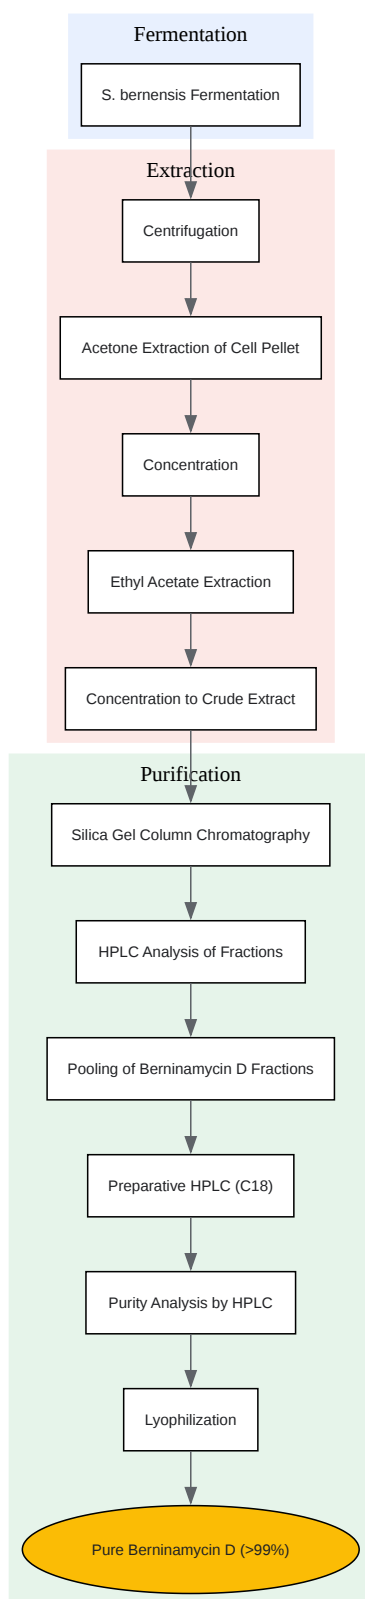 Fermentation
S. bernensis Fermentation
Extraction
Centrifugation
Acetone Extraction of Cell Pellet
Concentration
Ethyl Acetate Extraction
Concentration to Crude Extract
Purification
Silica Gel Column Chromatography
HPLC Analysis of Fractions
Pooling of Berninamycin D Fractions
Preparative HPLC (C18)
Purity Analysis by HPLC
Lyophilization
Pure Berninamycin D (>99%)